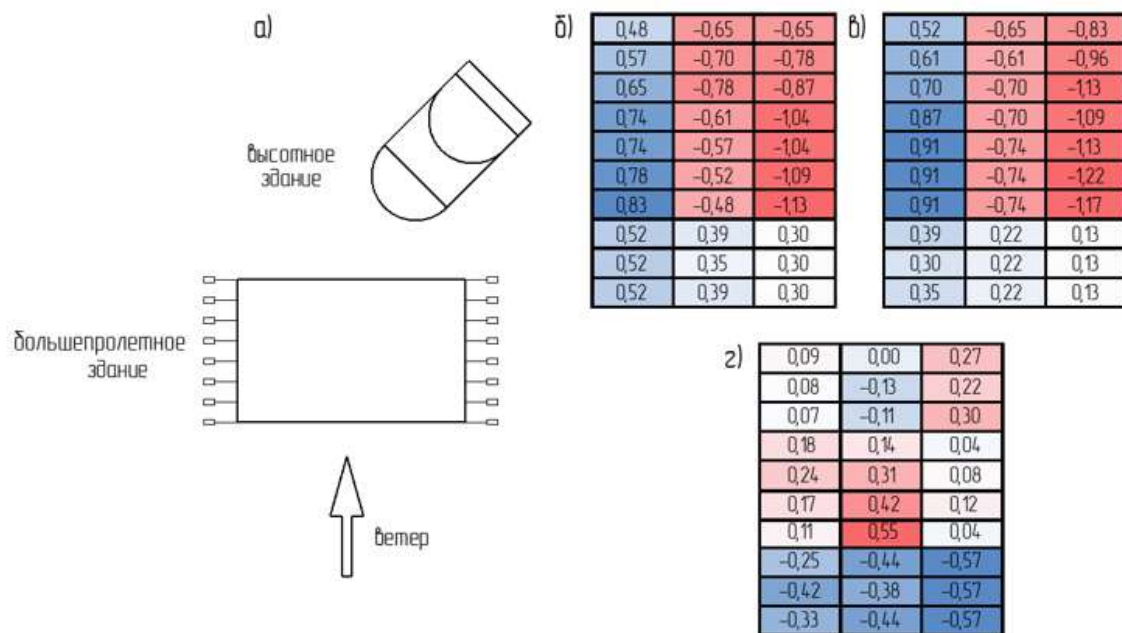 а)
высотное
здание
большепролетное
здание
ветер
б)
0,48 –0,65 –0,65
0,57 –0,70 –0,78
0,65 –0,78 –0,87
0,74 –0,61 –1,04
0,74 –0,57 –1,04
0,78 –0,52 –1,09
0,83 –0,48 –1,13
0,52 0,39 0,30
0,52 0,35 0,30
0,52 0,39 0,30
в)
0,52 –0,65 –0,83
0,61 –0,61 –0,96
0,70 –0,70 –1,13
0,87 –0,70 –1,09
0,91 –0,74 –1,13
0,91 –0,74 –1,22
0,91 –0,74 –1,17
0,39 0,22 0,13
0,30 0,22 0,13
0,35 0,22 0,13
г)
0,09 0,00 0,27
0,08 –0,13 0,22
0,07 –0,11 0,30
0,18 0,14 0,04
0,24 0,31 0,08
0,17 0,42 0,12
0,11 0,55 0,04
–0,25 –0,44 –0,57
–0,42 –0,38 –0,57
–0,33 –0,44 –0,57